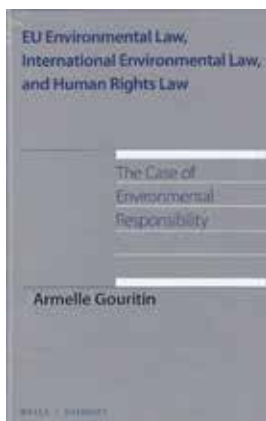 EU Environmental Law,
International Environmental Law,
and Human Rights Law
The Case of
Environmental
Responsibility
Armelle Gouritin
BRILL | NIJHOFF